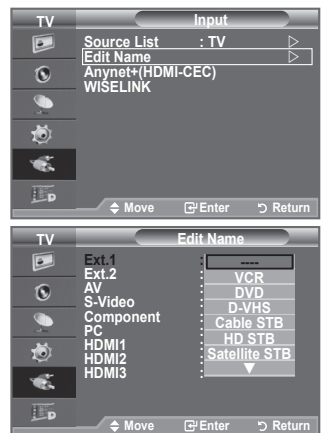 TV Input
Source List : TV
Edit Name
Anynet+(HDMI-CEC)
WISELINK
Move Enter Return
TV Edit Name
Ext.1 : ----
Ext.2 : VCR
AV : DVD
S-Video : D-VHS
Component : Cable STB
PC : HD STB
HDMI1 : Satellite STB
HDMI2 :
HDMI3 :
Move Enter Return